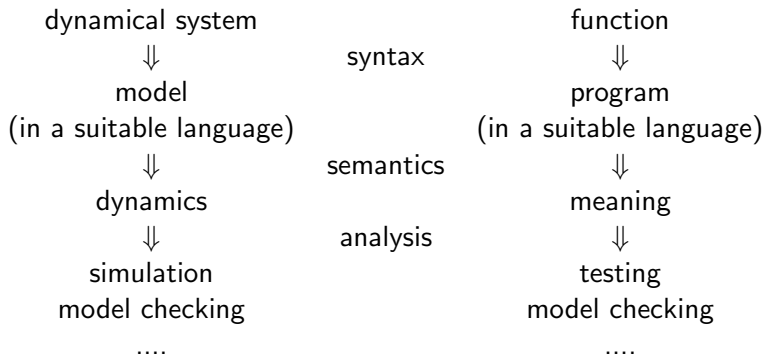 dynamical system function
⇓ syntax ⇓
model program
(in a suitable language) (in a suitable language)
⇓ semantics ⇓
dynamics meaning
⇓ analysis ⇓
simulation testing
model checking model checking
.... ....